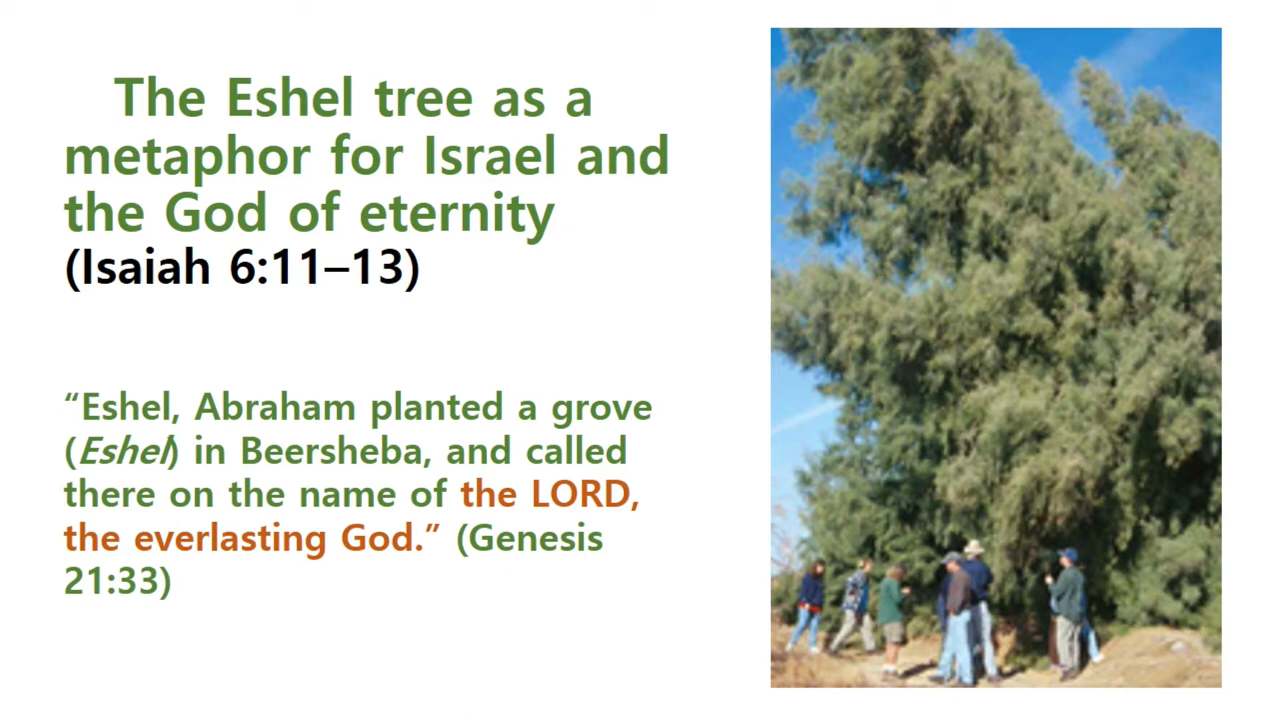 The Eshel tree as a
metaphor for Israel and
the God of eternity
(Isaiah 6:11–13)
“Eshel, Abraham planted a grove
(Eshel) in Beersheba, and called
there on the name of the LORD,
the everlasting God.” (Genesis
21:33)